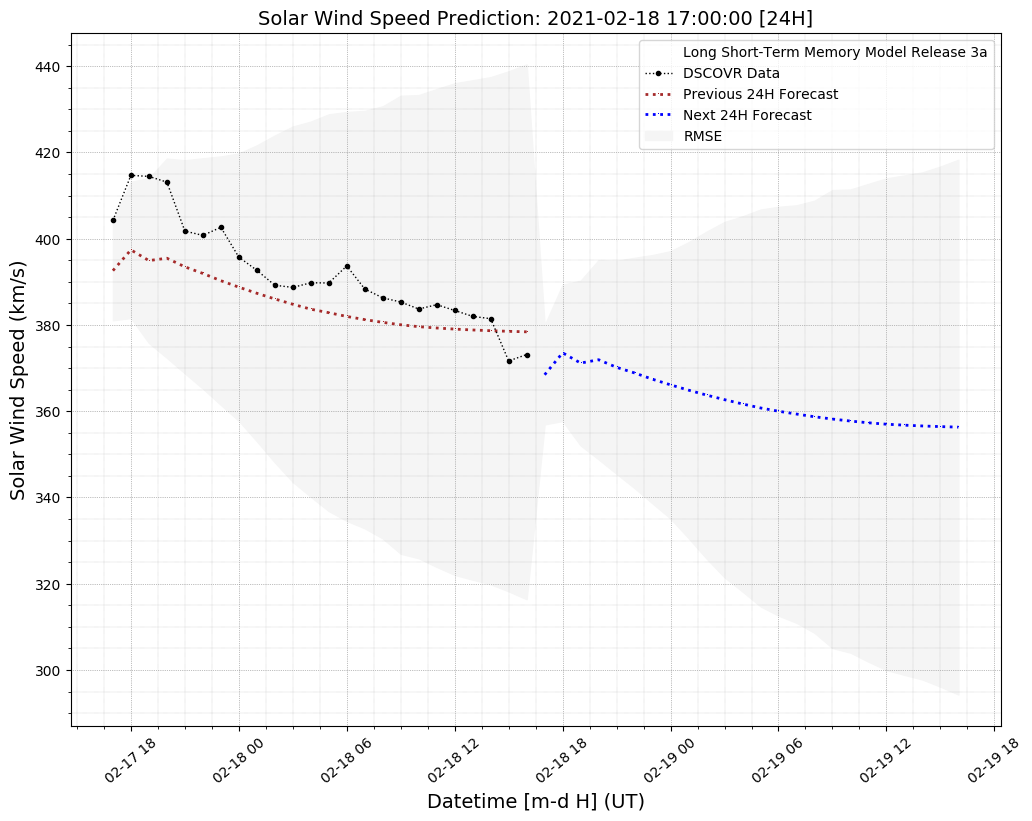 Solar Wind Speed Prediction: 2021-02-18 17:00:00 [24H]
Long Short-Term Memory Model Release 3a
DSCOVR Data
Previous 24H Forecast
Next 24H Forecast
RMSE
Solar Wind Speed (km/s)
440
420
400
380
360
340
320
300
02-17 18
02-18 00
02-18 06
02-18 12
02-18 18
02-19 00
02-19 06
02-19 12
02-19 18
Datetime [m-d H] (UT)